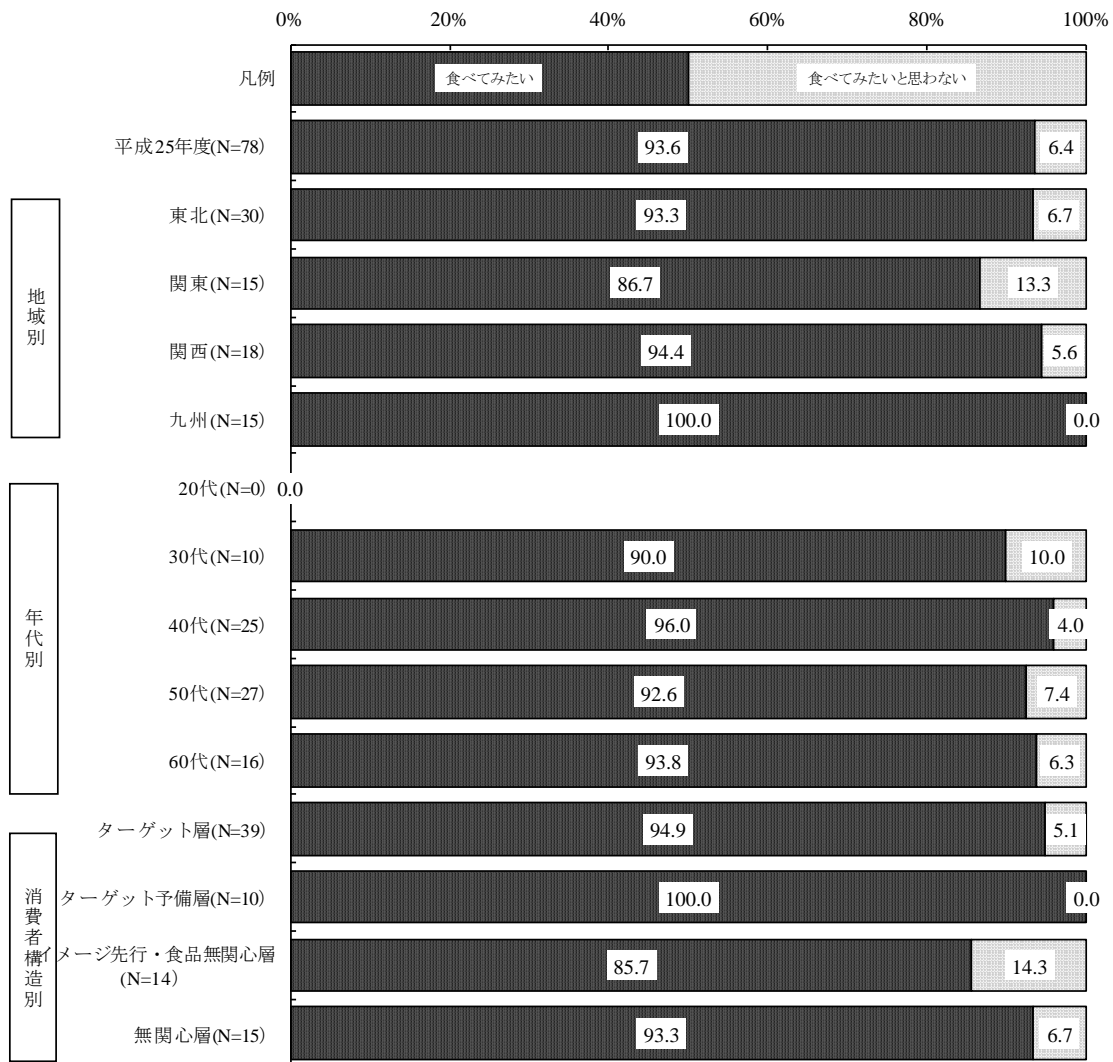 0% 20% 40% 60% 80% 100%
凡例 食べてみたい 食べてみたいと思わない
平成25年度(N=78) 93.6 6.4
地域別
東北(N=30) 93.3 6.7
関東(N=15) 86.7 13.3
関西(N=18) 94.4 5.6
九州(N=15) 100.0 0.0
年代別
20代(N=0) 0.0
30代(N=10) 90.0 10.0
40代(N=25) 96.0 4.0
50代(N=27) 92.6 7.4
60代(N=16) 93.8 6.3
消費者構造別
ターゲット層(N=39) 94.9 5.1
ターゲット予備層(N=10) 100.0 0.0
イメージ先行・食品無関心層
(N=14) 85.7 14.3
無関心層(N=15) 93.3 6.7